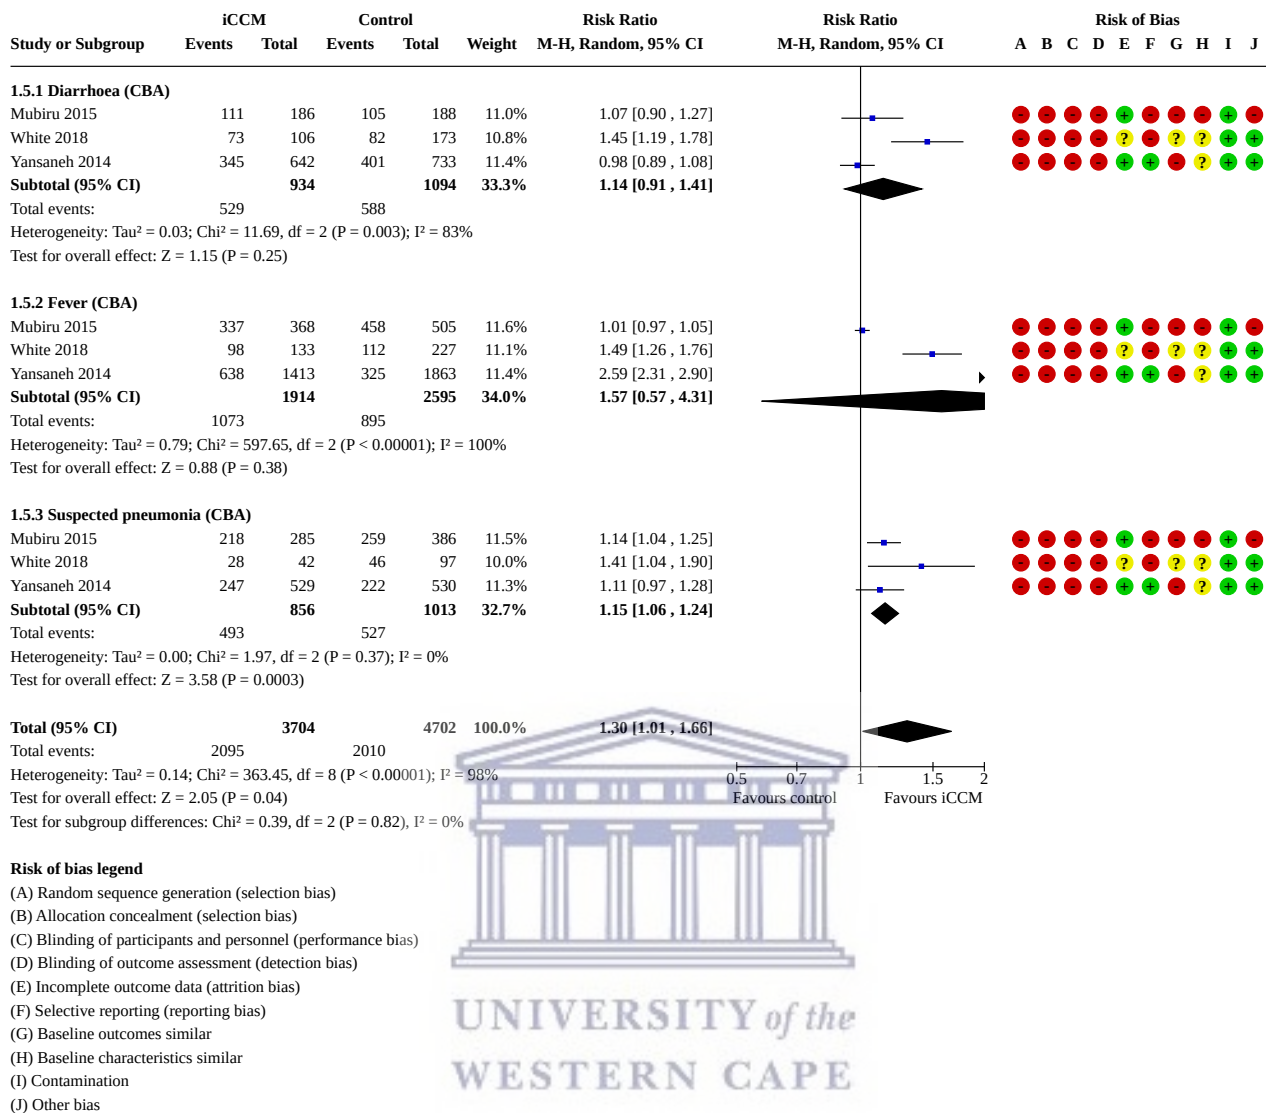 iCCM Control Risk Ratio Risk Ratio Risk of Bias
Study or Subgroup Events Total Events Total Weight M-H, Random, 95% CI M-H, Random, 95% CI A B C D E F G H I J
1.5.1 Diarrhoea (CBA)
Mubiru 2015 111 186 105 188 11.0% 1.07 [0.90 , 1.27] - - - - + - - - + -
White 2018 73 106 82 173 10.8% 1.45 [1.19 , 1.78] - - - - ? - ? ? + +
Yansaneh 2014 345 642 401 733 11.4% 0.98 [0.89 , 1.08] - - - - + + - ? + +
Subtotal (95% CI) 934 1094 33.3% 1.14 [0.91 , 1.41]
Total events: 529 588
Heterogeneity: Tau² = 0.03; Chi² = 11.69, df = 2 (P = 0.003); I² = 83%
Test for overall effect: Z = 1.15 (P = 0.25)
1.5.2 Fever (CBA)
Mubiru 2015 337 368 458 505 11.6% 1.01 [0.97 , 1.05] - - - - + - - - + -
White 2018 98 133 112 227 11.1% 1.49 [1.26 , 1.76] - - - - ? - ? ? + +
Yansaneh 2014 638 1413 325 1863 11.4% 2.59 [2.31 , 2.90] - - - - + + - ? + +
Subtotal (95% CI) 1914 2595 34.0% 1.57 [0.57 , 4.31]
Total events: 1073 895
Heterogeneity: Tau² = 0.79; Chi² = 597.65, df = 2 (P < 0.00001); I² = 100%
Test for overall effect: Z = 0.88 (P = 0.38)
1.5.3 Suspected pneumonia (CBA)
Mubiru 2015 218 285 259 386 11.5% 1.14 [1.04 , 1.25] - - - - + - - - + -
White 2018 28 42 46 97 10.0% 1.41 [1.04 , 1.90] - - - - ? - ? ? + +
Yansaneh 2014 247 529 222 530 11.3% 1.11 [0.97 , 1.28] - - - - + + - ? + +
Subtotal (95% CI) 856 1013 32.7% 1.15 [1.06 , 1.24]
Total events: 493 527
Heterogeneity: Tau² = 0.00; Chi² = 1.97, df = 2 (P = 0.37); I² = 0%
Test for overall effect: Z = 3.58 (P = 0.0003)
Total (95% CI) 3704 4702 100.0% 1.30 [1.01 , 1.66]
Total events: 2095 2010
Heterogeneity: Tau² = 0.14; Chi² = 363.45, df = 8 (P < 0.00001); I² = 98%
0.5 0.7 1 1.5 2
Test for overall effect: Z = 2.05 (P = 0.04) Favours control Favours iCCM
Test for subgroup differences: Chi² = 0.39, df = 2 (P = 0.82), I² = 0%
Risk of bias legend
(A) Random sequence generation (selection bias)
(B) Allocation concealment (selection bias)
(C) Blinding of participants and personnel (performance bias)
(D) Blinding of outcome assessment (detection bias)
(E) Incomplete outcome data (attrition bias)
(F) Selective reporting (reporting bias)
(G) Baseline outcomes similar
(H) Baseline characteristics similar
(I) Contamination
(J) Other bias
UNIVERSITY of the
WESTERN CAPE